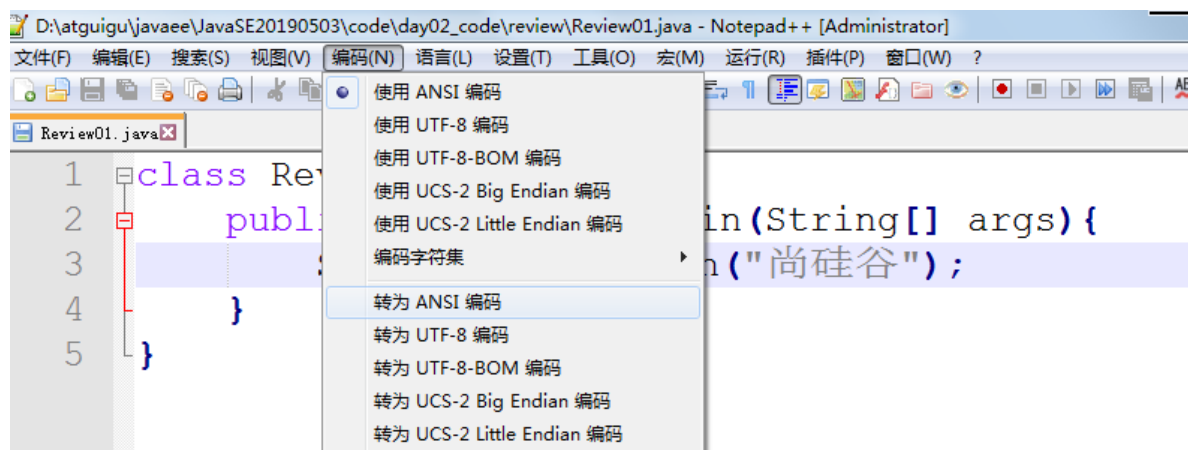 D:\atguigu\javaee\JavaSE20190503\code\day02_code\review\Review01.java - Notepad++ [Administrator]
文件(F) 编辑(E) 搜索(S) 视图(V) 编码(N) 语言(L) 设置(T) 工具(O) 宏(M) 运行(R) 插件(P) 窗口(W) ?
Review01.java
使用 ANSI 编码
使用 UTF-8 编码
使用 UTF-8-BOM 编码
使用 UCS-2 Big Endian 编码
使用 UCS-2 Little Endian 编码
编码字符集
转为 ANSI 编码
转为 UTF-8 编码
转为 UTF-8-BOM 编码
转为 UCS-2 Big Endian 编码
转为 UCS-2 Little Endian 编码
1 class Re
2 publ in(String[] args){
3 ("尚硅谷");
4 }
5 }